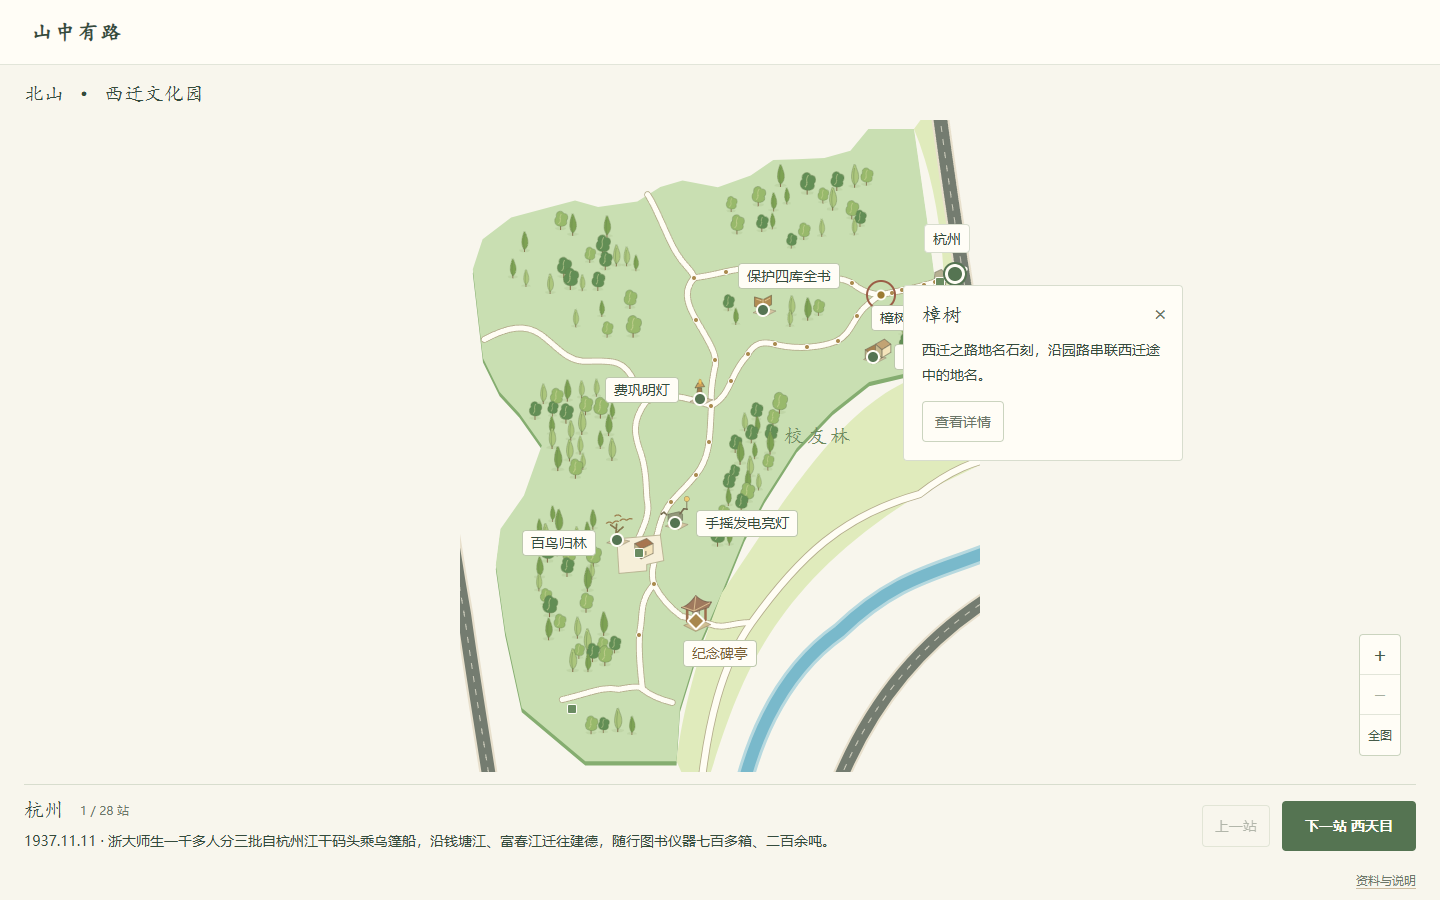 山中有路
北山 • 西迁文化园
杭州
保护四库全书
樟树
×
樟
西迁之路地名石刻，沿园路串联西迁途
中的地名。
查看详情
费巩明灯
校友林
手摇发电亮灯
百鸟归林
纪念碑亭
+
−
全图
杭州 1 / 28 站
1937.11.11 · 浙大师生一千多人分三批自杭州江干码头乘乌篷船，沿钱塘江、富春江迁往建德，随行图书仪器七百多箱、二百余吨。
上一站
下一站 西天目
资料与说明